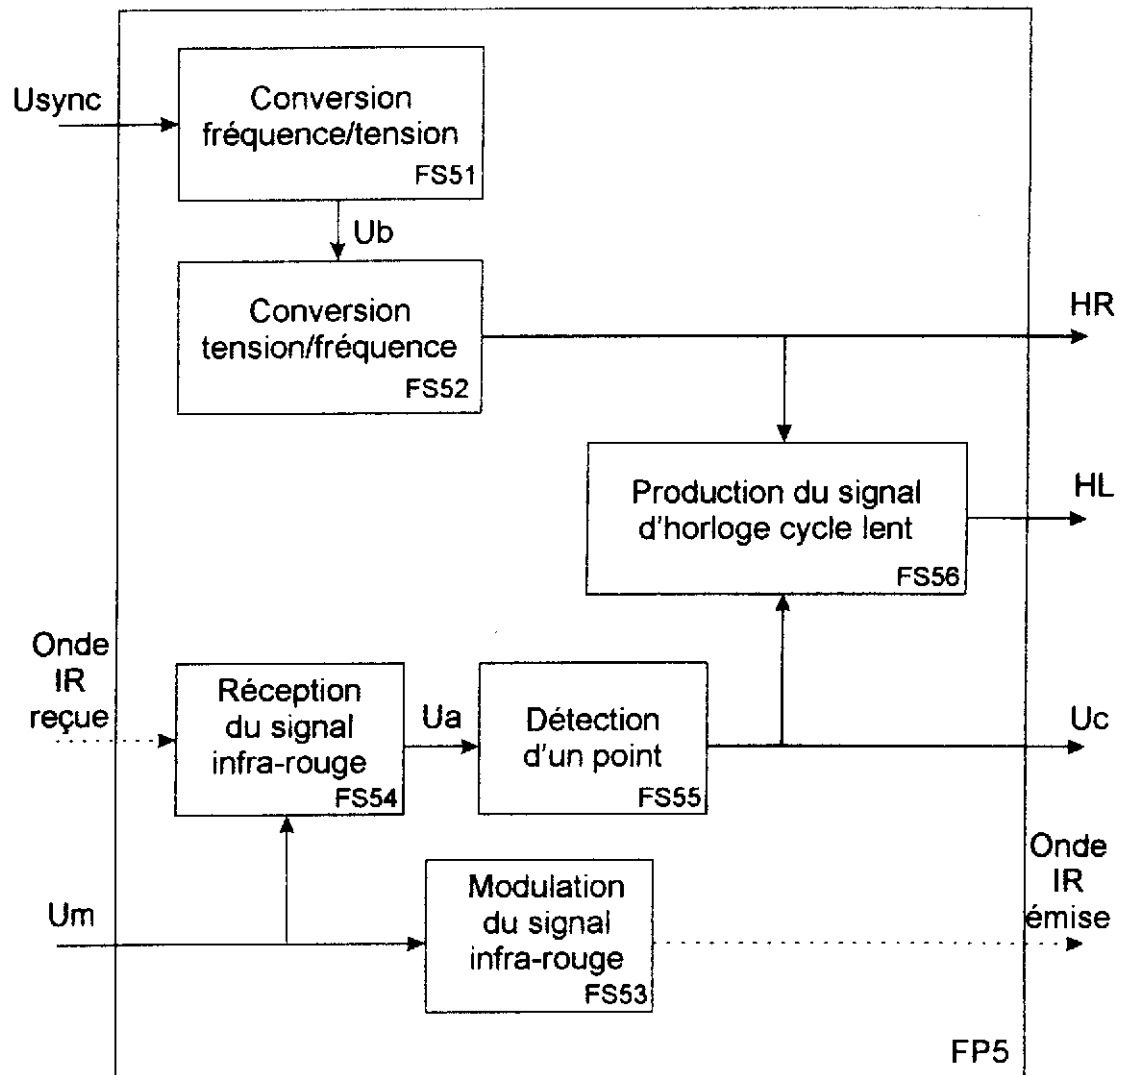 Usync
Conversion
fréquence/tension
FS51
Ub
Conversion
tension/fréquence
FS52
HR
Production du signal
d'horloge cycle lent
FS56
HL
Onde
IR
reçue
Réception
du signal
infra-rouge
FS54
Ua
Détection
d'un point
FS55
Uc
Um
Modulation
du signal
infra-rouge
FS53
Onde
IR
émise
FP5